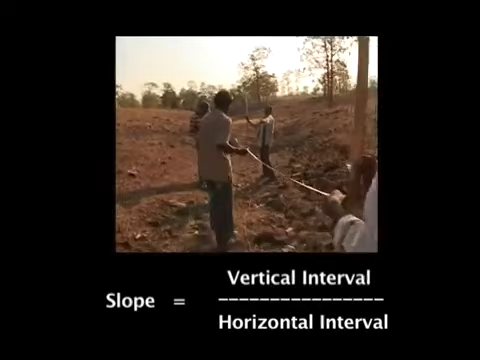 Vertical Interval
Slope = ----------------
Horizontal Interval